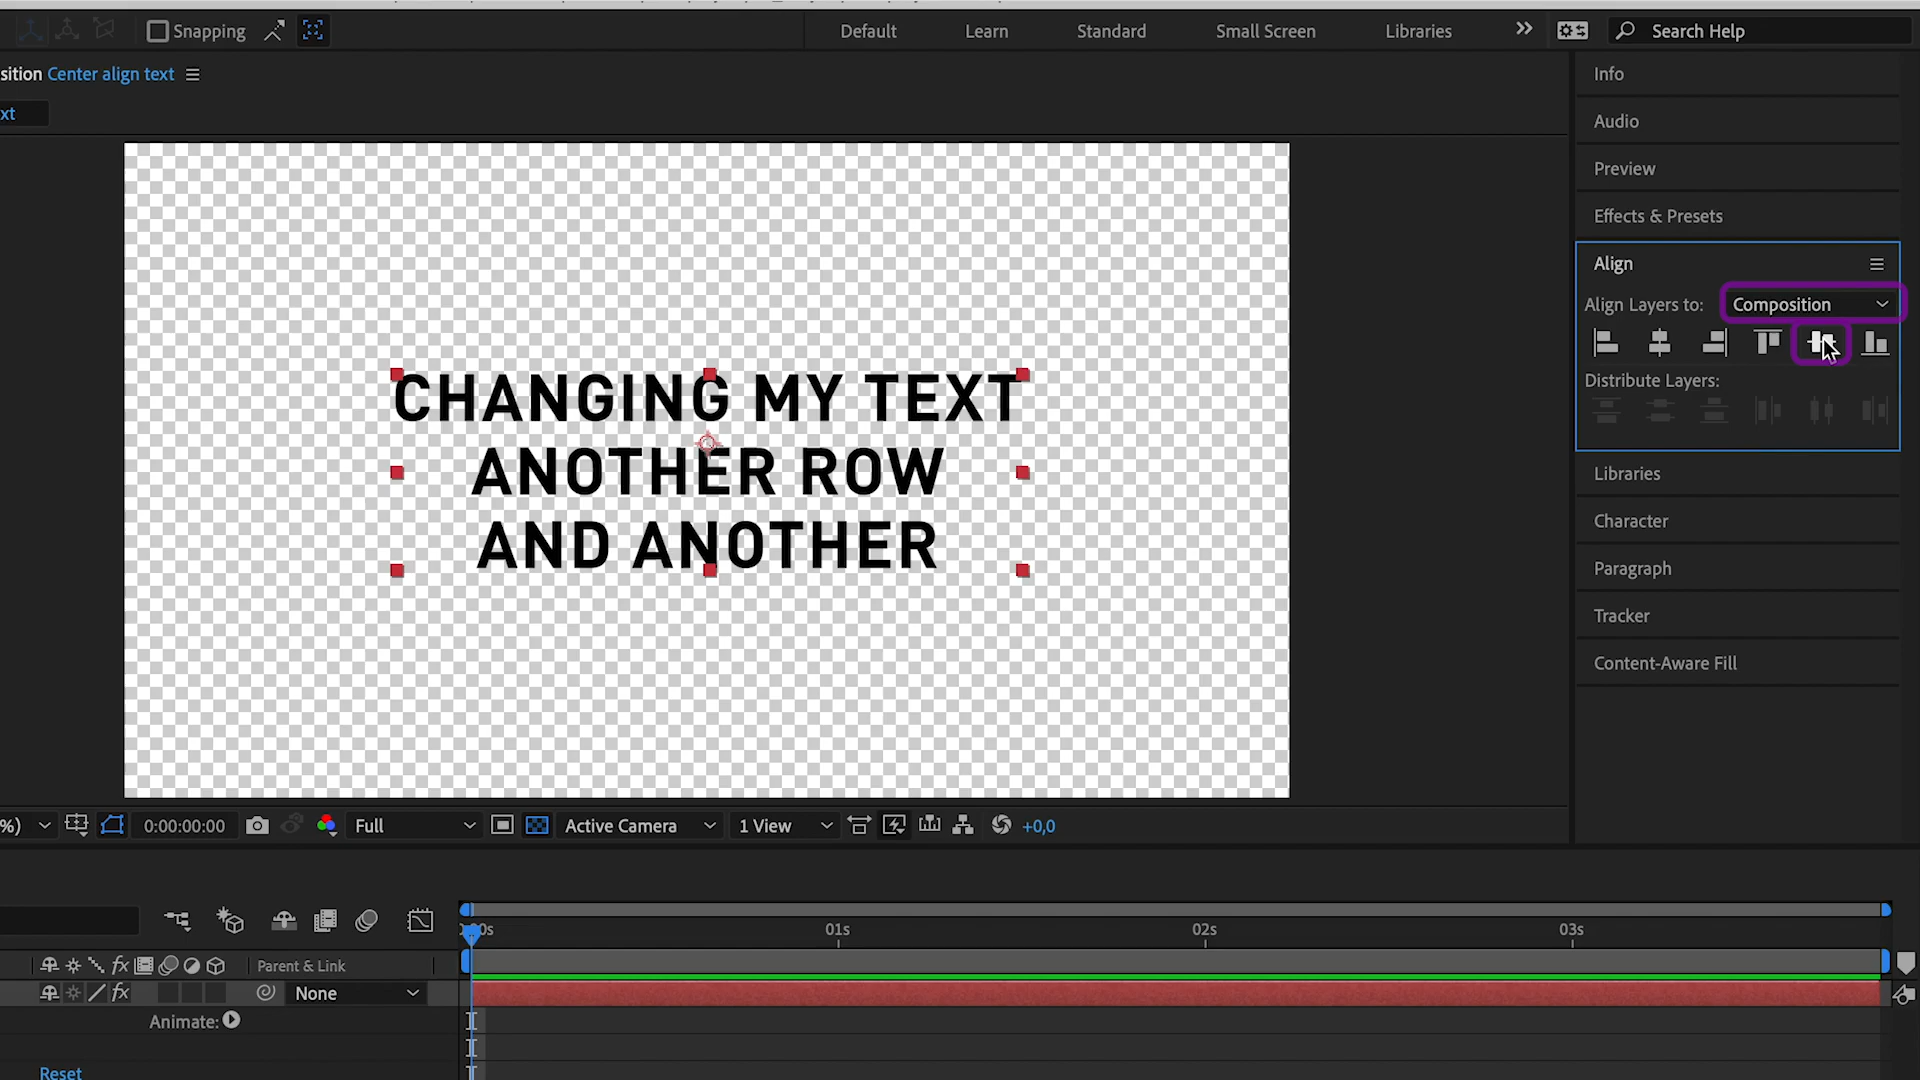 Snapping
Default
Learn
Standard
Small Screen
Libraries
Search Help
sition Center align text
xt
Info
Audio
Preview
Effects & Presets
Align
Align Layers to: Composition
Distribute Layers:
Libraries
Character
Paragraph
Tracker
Content-Aware Fill
CHANGING MY TEXT
ANOTHER ROW
AND ANOTHER
%) 0:00:00:00 Full Active Camera 1 View +0,0
00s 01s 02s 03s
fx Parent & Link
fx None
Animate:
Reset